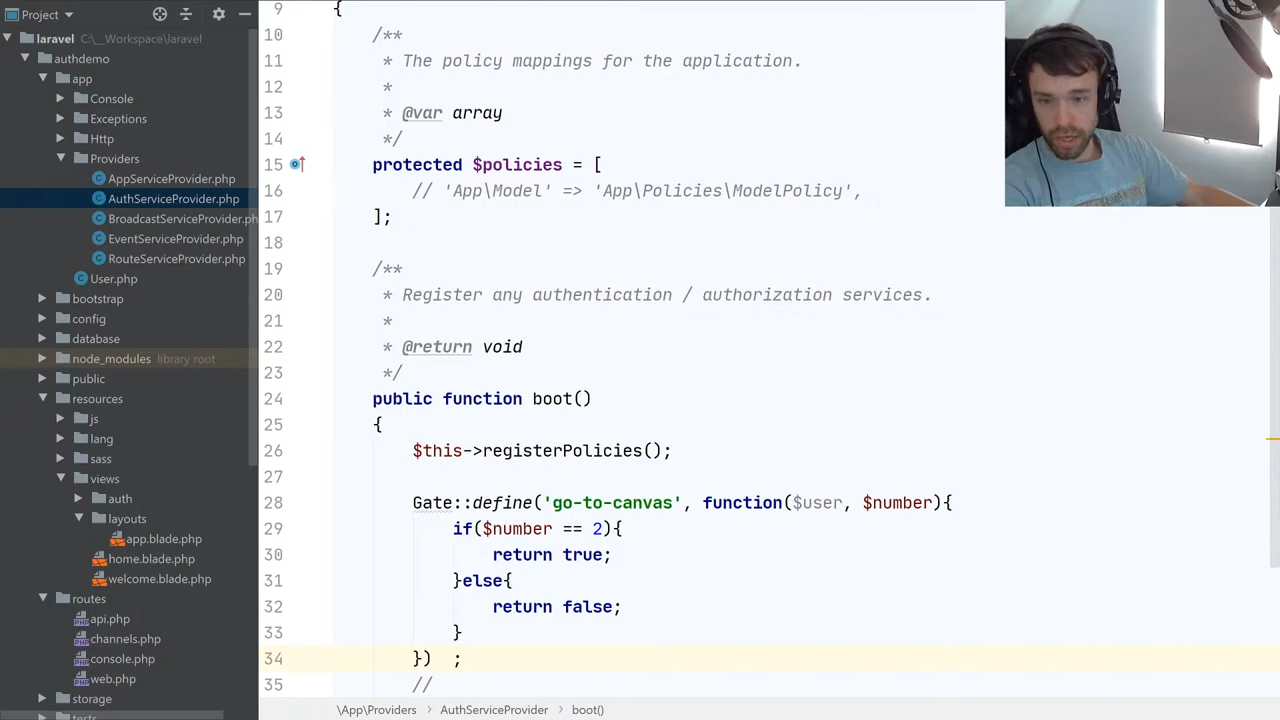 Project
laravel C:\__Workspace\laravel
authdemo
app
Console
Exceptions
Http
Providers
AppServiceProvider.php
AuthServiceProvider.php
BroadcastServiceProvider.ph
EventServiceProvider.php
RouteServiceProvider.php
User.php
bootstrap
config
database
node_modules library root
public
resources
js
lang
sass
views
auth
layouts
app.blade.php
home.blade.php
welcome.blade.php
routes
api.php
channels.php
console.php
web.php
storage
tests
9 {
10 /**
11 * The policy mappings for the application.
12 *
13 * @var array
14 */
15 protected $policies = [
16 // 'App\Model' => 'App\Policies\ModelPolicy',
17 ];
18
19 /**
20 * Register any authentication / authorization services.
21 *
22 * @return void
23 */
24 public function boot()
25 {
26 $this->registerPolicies();
27
28 Gate::define('go-to-canvas', function($user, $number){
29 if($number == 2){
30 return true;
31 }else{
32 return false;
33 }
34 }) ;
35 //
\App\Providers AuthServiceProvider boot()